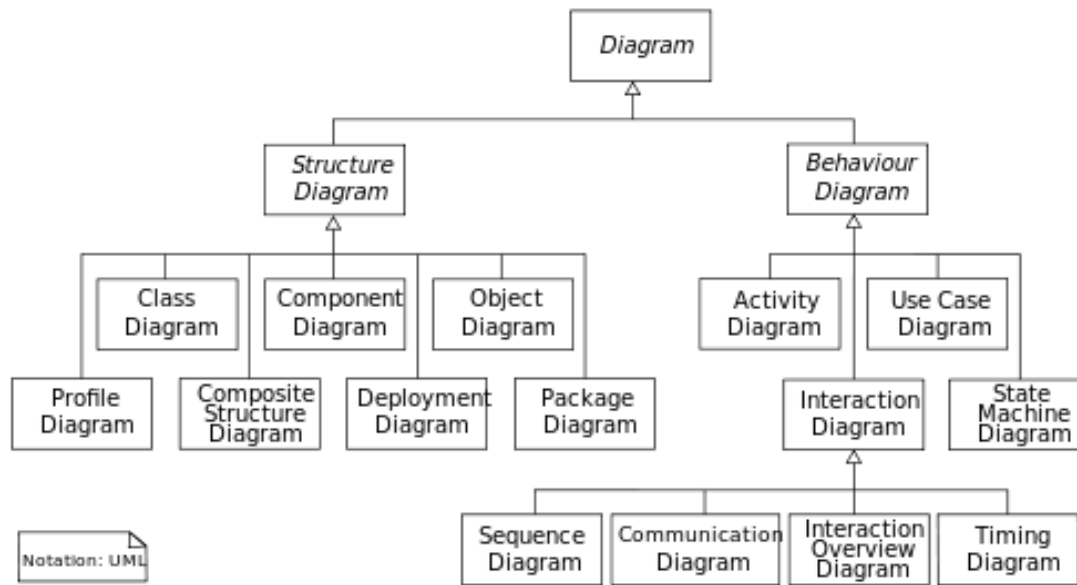 Diagram
Structure
Diagram
Behaviour
Diagram
Class
Diagram
Component
Diagram
Object
Diagram
Activity
Diagram
Use Case
Diagram
Profile
Diagram
Composite
Structure
Diagram
Deployment
Diagram
Package
Diagram
Interaction
Diagram
State
Machine
Diagram
Sequence
Diagram
Communication
Diagram
Interaction
Overview
Diagram
Timing
Diagram
Notation: UML